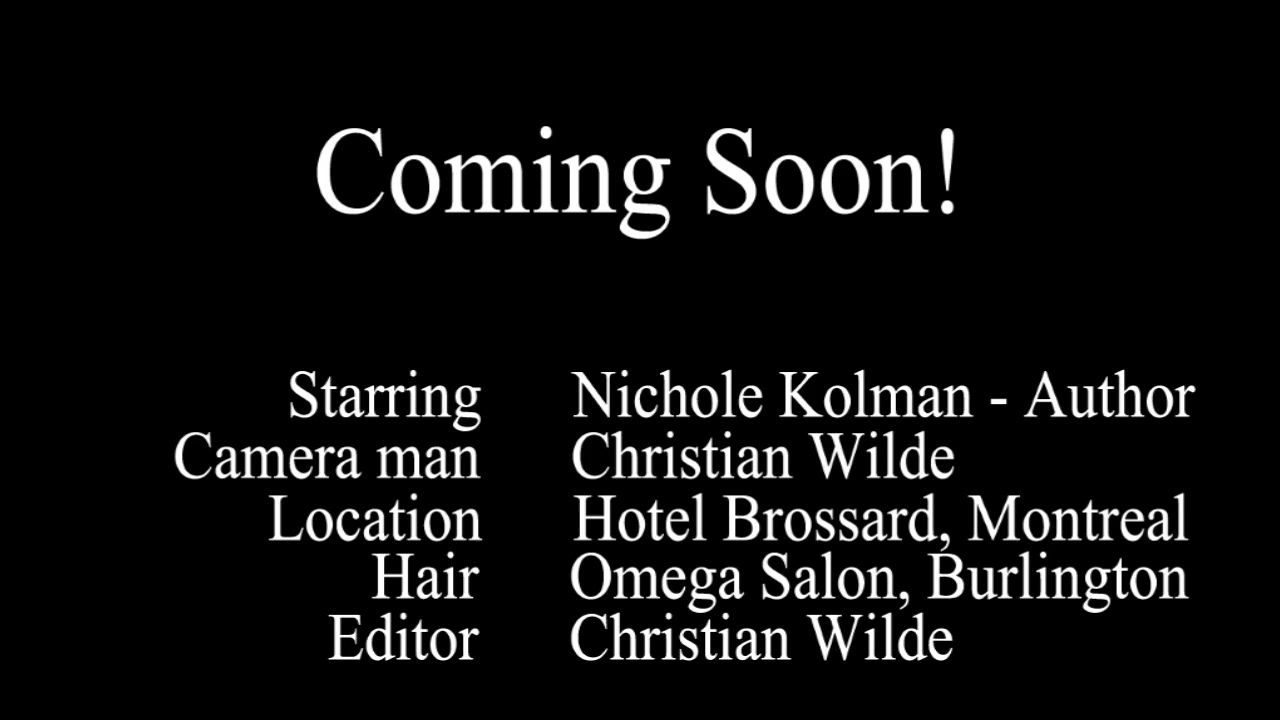 Coming Soon!
Starring Nichole Kolman - Author
Camera man Christian Wilde
Location Hotel Brossard, Montreal
Hair Omega Salon, Burlington
Editor Christian Wilde